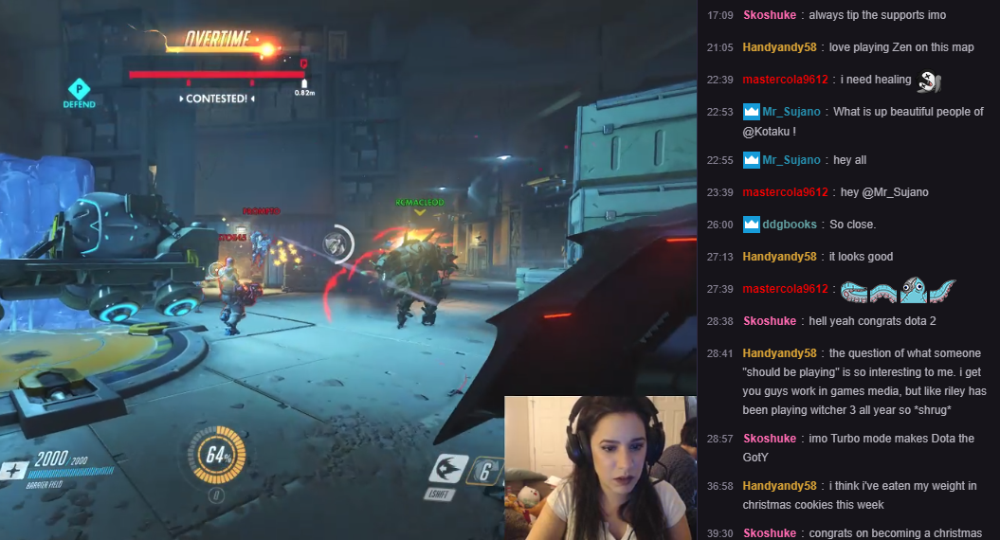 OVERTIME
P
P
DEFEND
CONTESTED!
0.82m
RCMACLEOD
2000 / 2000
BARRIER FIELD
64%
6
LSHIFT
17:09 Skoshuke : always tip the supports imo
21:05 Handyandy58 : love playing Zen on this map
22:39 mastercola9612 : i need healing
22:53 Mr_Sujano : What is up beautiful people of
@Kotaku !
22:55 Mr_Sujano : hey all
23:39 mastercola9612 : hey @Mr_Sujano
26:00 ddgbooks : So close.
27:13 Handyandy58 : it looks good
27:39 mastercola9612 :
28:38 Skoshuke : hell yeah congrats dota 2
28:41 Handyandy58 : the question of what someone
"should be playing" is so interesting to me. i get
you guys work in games media, but like riley has
been playing witcher 3 all year so *shrug*
28:57 Skoshuke : imo Turbo mode makes Dota the
GotY
36:58 Handyandy58 : i think i've eaten my weight in
christmas cookies this week
39:30 Skoshuke : congrats on becoming a christmas